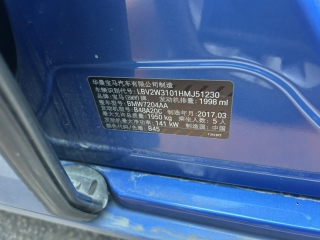 华晨宝马汽车有限公司制造
车辆识别代号: LBV2W3101HMJ51230
品牌: 宝马(BMW)牌 发动机排量: 1998 ml
整车型号: BMW7204AA
发动机型号: B48A20C 制造年月: 2017.03
最大允许总质量: 1950 kg 乘坐人数: 5人
发动机最大净功率: 141 kW 制造国: 中国
颜色: B45